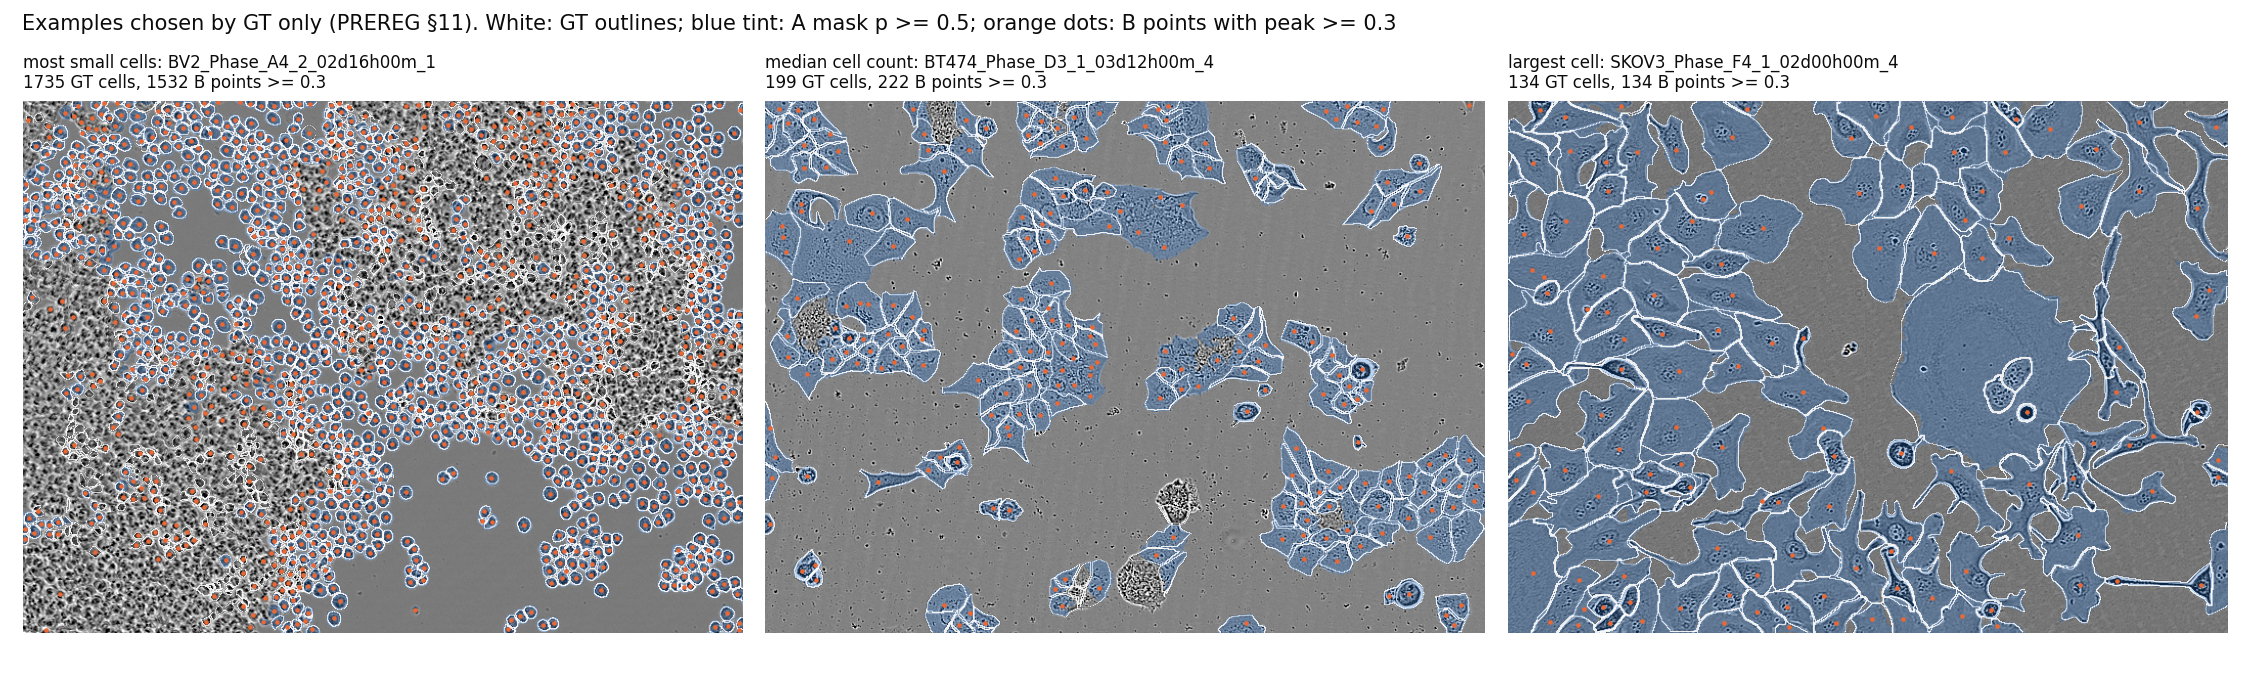 Examples chosen by GT only (PREREG §11). White: GT outlines; blue tint: A mask p >= 0.5; orange dots: B points with peak >= 0.3
most small cells: BV2_Phase_A4_2_02d16h00m_1
1735 GT cells, 1532 B points >= 0.3
median cell count: BT474_Phase_D3_1_03d12h00m_4
199 GT cells, 222 B points >= 0.3
largest cell: SKOV3_Phase_F4_1_02d00h00m_4
134 GT cells, 134 B points >= 0.3